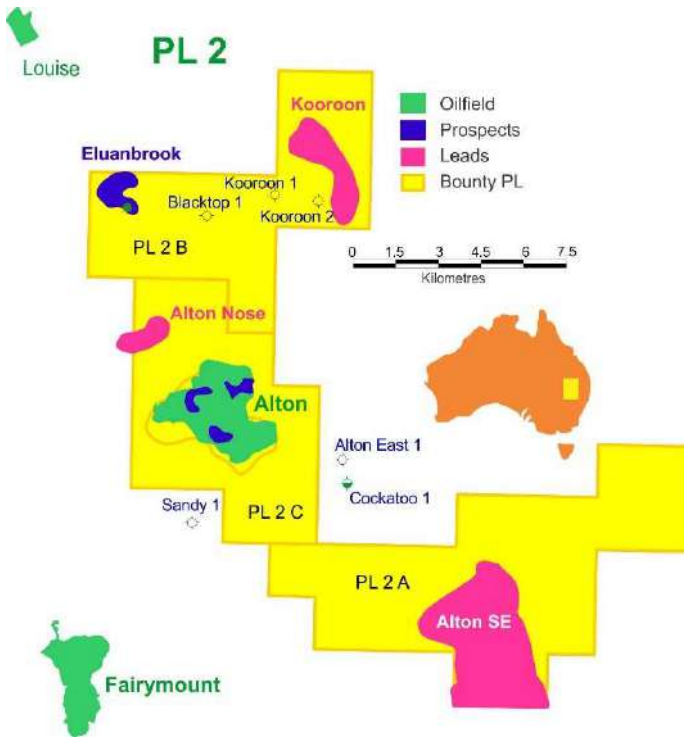 PL 2
Louise
Kooroon
Oilfield
Prospects
Leads
Bounty PL
Eluanbrook
Kooroon 1
Blacktop 1
Kooroon 2
PL 2 B
0 1.5 3 4.5 6 7.5
Kilometres
Alton Nose
Alton
Alton East 1
Cockatoo 1
Sandy 1
PL 2 C
PL 2 A
Alton SE
Fairymount